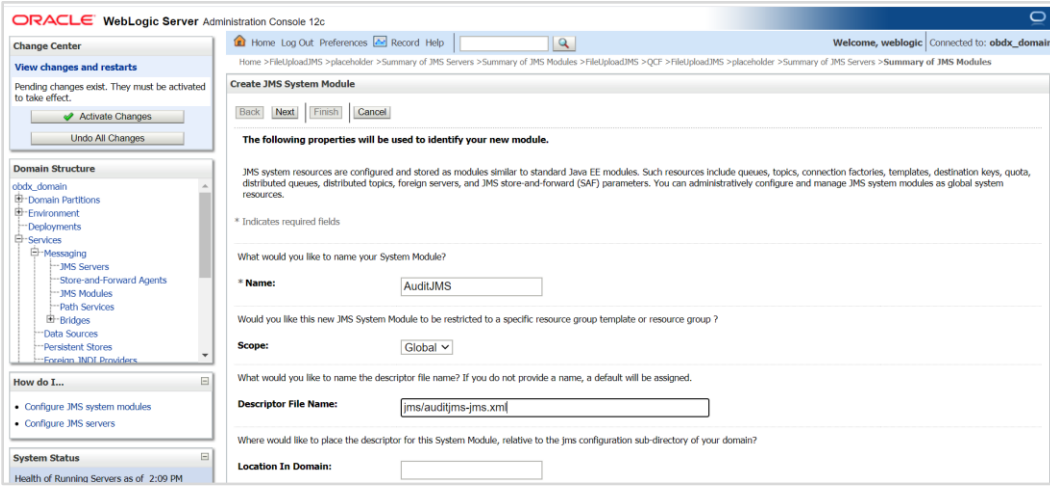 ORACLE WebLogic Server Administration Console 12c
Change Center
View changes and restarts
Pending changes exist. They must be activated
to take effect.
Activate Changes
Undo All Changes
Domain Structure
obdx_domain
Domain Partitions
Environment
Deployments
Services
Messaging
JMS Servers
Store-and-Forward Agents
JMS Modules
Path Services
Bridges
Data Sources
Persistent Stores
Foreign JNDI Providers
How do I...
Configure JMS system modules
Configure JMS servers
System Status
Health of Running Servers as of 2:09 PM
Home Log Out Preferences Record Help
Welcome, weblogic Connected to: obdx_domain
Home >FileUploadJMS >placeholder >Summary of JMS Servers >Summary of JMS Modules >FileUploadJMS >QCF >FileUploadJMS >placeholder >Summary of JMS Servers >Summary of JMS Modules
Create JMS System Module
Back Next Finish Cancel
The following properties will be used to identify your new module.
JMS system resources are configured and stored as modules similar to standard Java EE modules. Such resources include queues, topics, connection factories, templates, destination keys, quota,
distributed queues, distributed topics, foreign servers, and JMS store-and-forward (SAF) parameters. You can administratively configure and manage JMS system modules as global system
resources.
* Indicates required fields
What would you like to name your System Module?
* Name: AuditJMS
Would you like this new JMS System Module to be restricted to a specific resource group template or resource group ?
Scope: Global
What would you like to name the descriptor file name? If you do not provide a name, a default will be assigned.
Descriptor File Name: jms/auditjms-jms.xml
Where would like to place the descriptor for this System Module, relative to the jms configuration sub-directory of your domain?
Location In Domain: